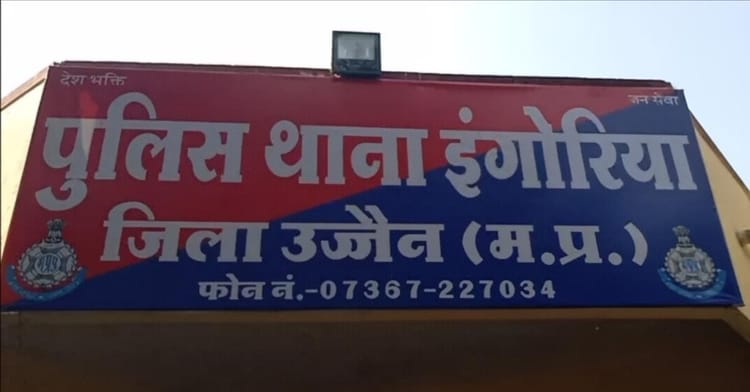 देश भक्ति जन सेवा
पुलिस थाना इंगोरिया
जिला उज्जैन (म.प्र.)
फोन नं.-07367-227034